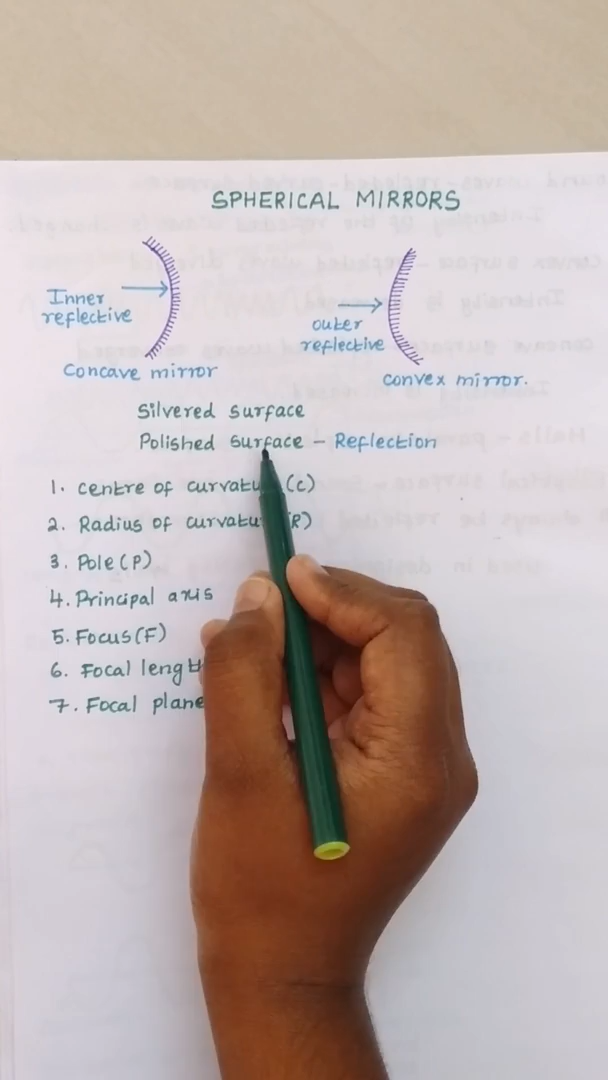 SPHERICAL MIRRORS
Inner
reflective
Concave mirror
outer
reflective
convex mirror.
Silvered surface
Polished surface - Reflection
1. centre of curvatu (c)
2. Radius of curvatu R)
3. Pole (P)
4. Principal axis
5. Focus (F)
6. Focal length
7. Focal plane